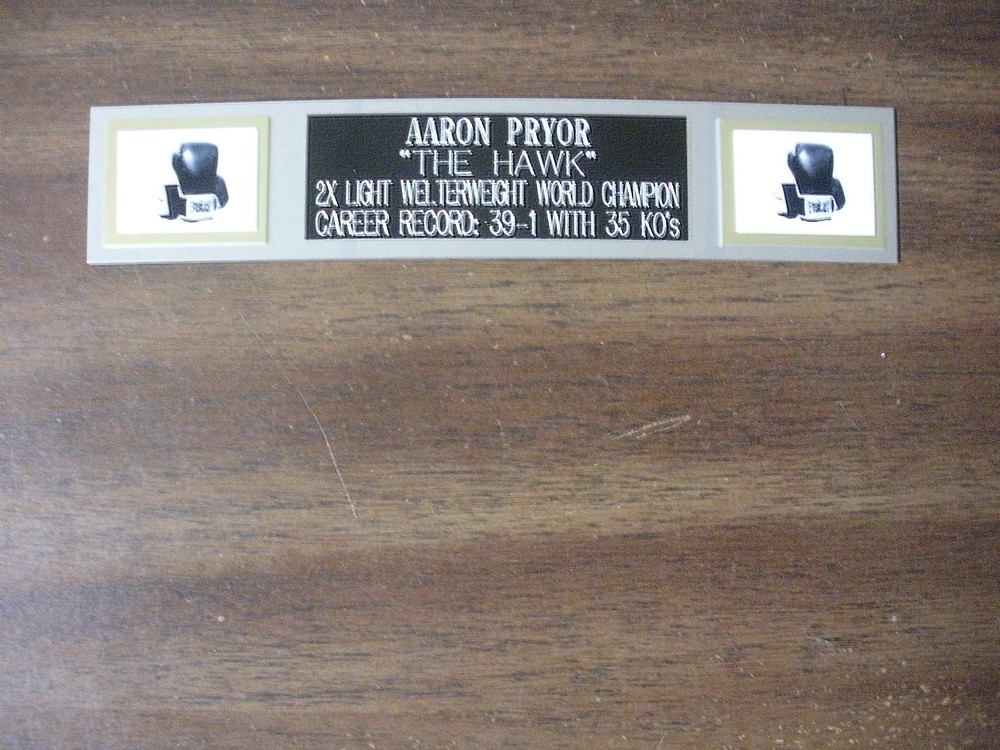 AARON PRYOR
"THE HAWK"
2X LIGHT WELTERWEIGHT WORLD CHAMPION
CAREER RECORD: 39-1 WITH 35 KO's